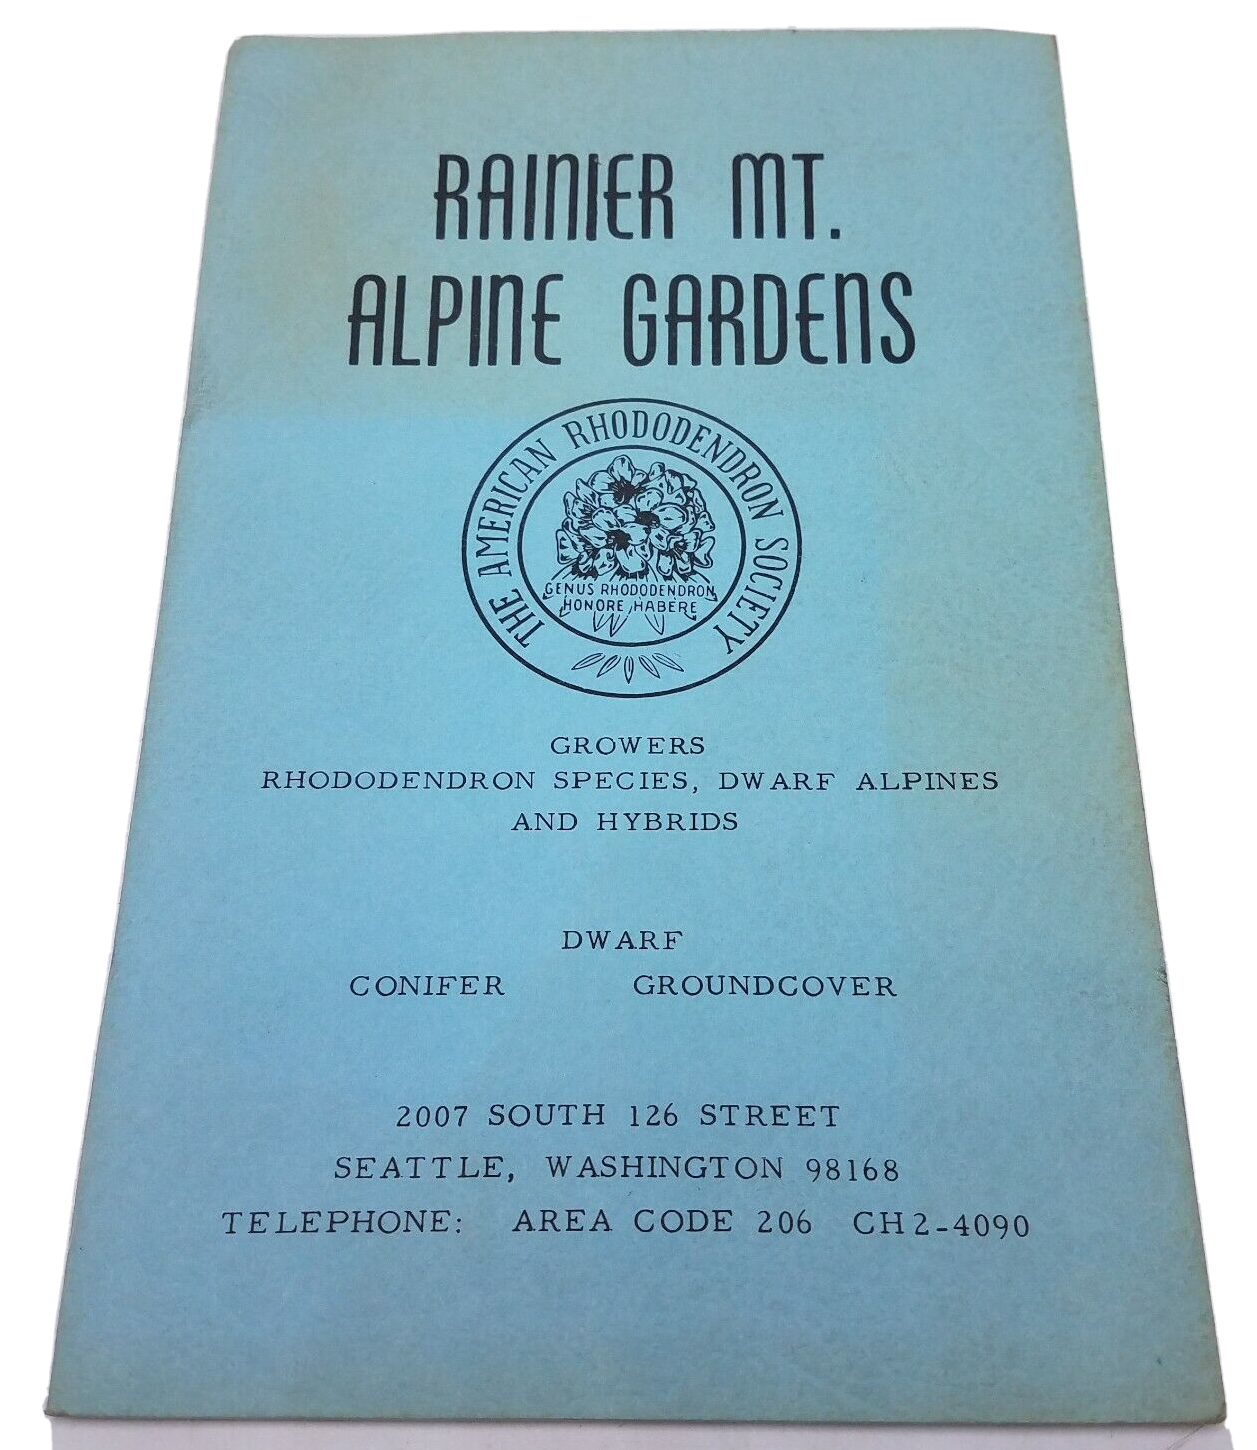 RAINIER MT.
ALPINE GARDENS
THE AMERICAN RHODODENDRON SOCIETY
GENUS RHODODENDRON
HONORE HABERE
GROWERS
RHODODENDRON SPECIES, DWARF ALPINES
AND HYBRIDS
DWARF
CONIFER GROUNDCOVER
2007 SOUTH 126 STREET
SEATTLE, WASHINGTON 98168
TELEPHONE: AREA CODE 206 CH2-4090